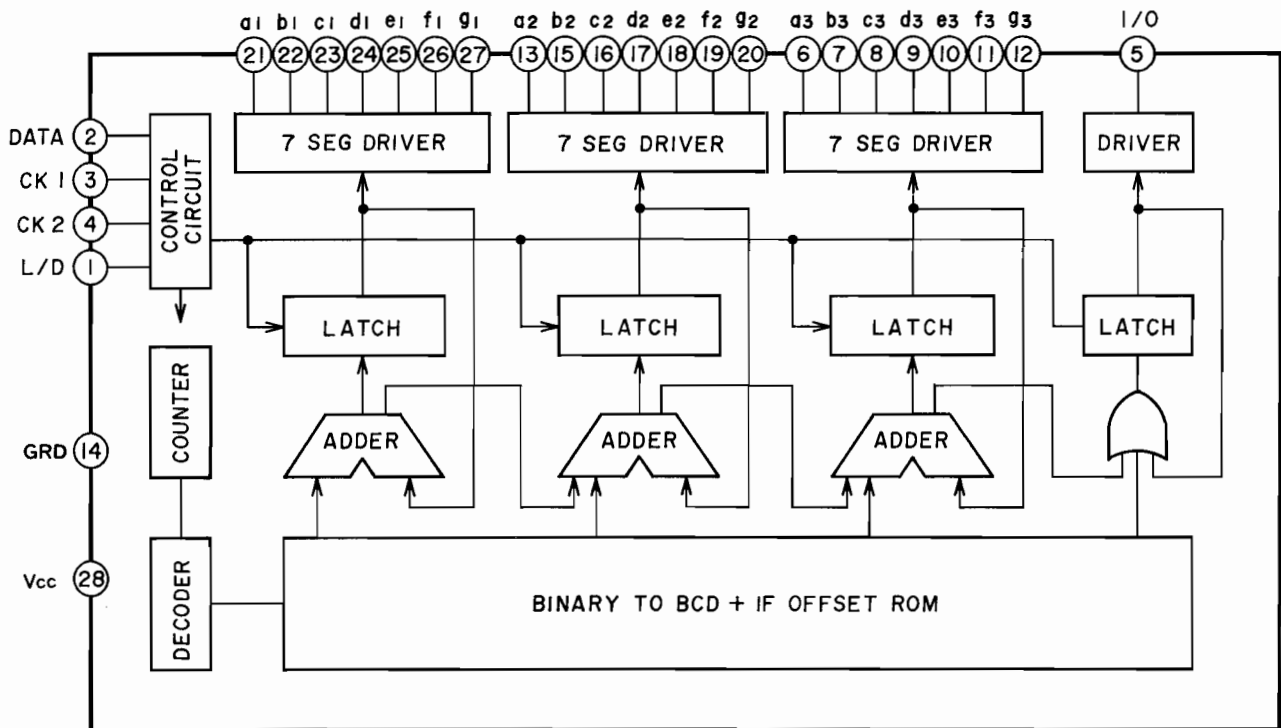 a1 b1 c1 d1 e1 f1 g1 a2 b2 c2 d2 e2 f2 g2 a3 b3 c3 d3 e3 f3 g3 I/O
21 22 23 24 25 26 27 13 15 16 17 18 19 20 6 7 8 9 10 11 12 5
DATA 2
CK 1 3
CK 2 4
L/D 1
CONTROL
CIRCUIT
7 SEG DRIVER 7 SEG DRIVER 7 SEG DRIVER DRIVER
LATCH LATCH LATCH LATCH
COUNTER
ADDER ADDER ADDER
GRD 14
Vcc 28
DECODER
BINARY TO BCD + IF OFFSET ROM